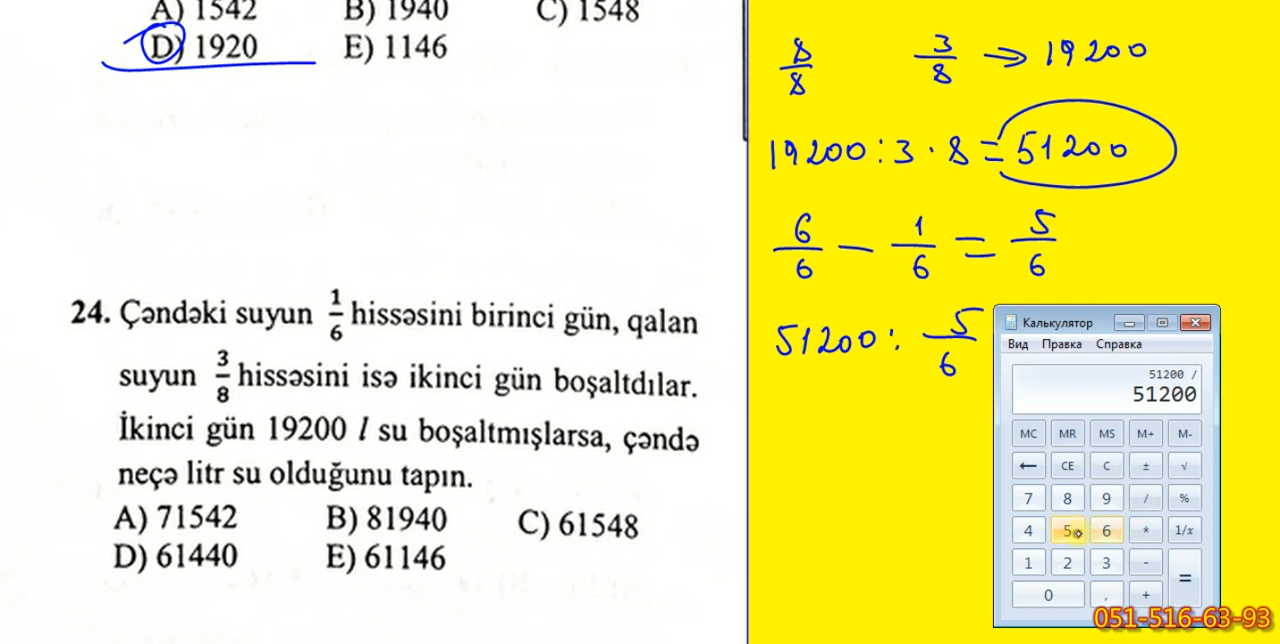 A) 1542 B) 1940 C) 1548
D) 1920 E) 1146
24. Çəndəki suyun 1/6 hissəsini birinci gün, qalan
suyun 3/8 hissəsini isə ikinci gün boşaltdılar.
İkinci gün 19200 l su boşaltmışlarsa, çəndə
neçə litr su olduğunu tapın.
A) 71542 B) 81940 C) 61548
D) 61440 E) 61146
8/8 3/8 ⇒ 19200
19200 : 3 · 8 = 51200
6/6 − 1/6 = 5/6
51200 : 5/6
Калькулятор
Вид Правка Справка
51200 /
51200
MC MR MS M+ M-
← CE C ± √
7 8 9 / %
4 5 6 * 1/x
1 2 3 - =
0 , +
051-516-63-93